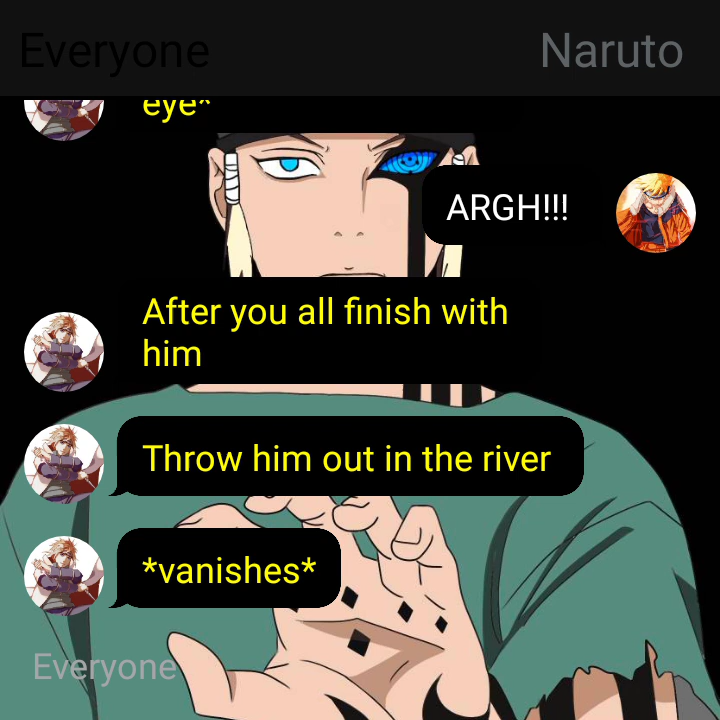 Everyone
Naruto
eye*
ARGH!!!
After you all finish with
him
Throw him out in the river
*vanishes*
Everyone